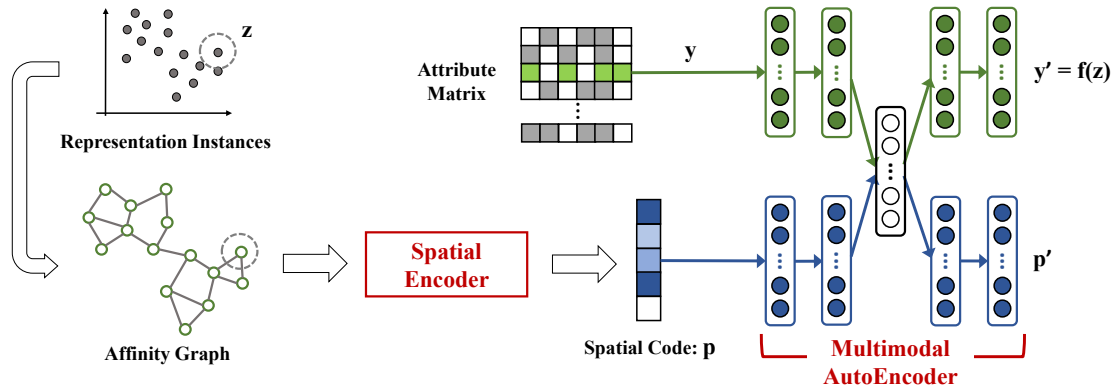 z
Representation Instances
Attribute
Matrix
y
y' = f(z)
Affinity Graph
Spatial
Encoder
Spatial Code: p
p'
Multimodal
AutoEncoder